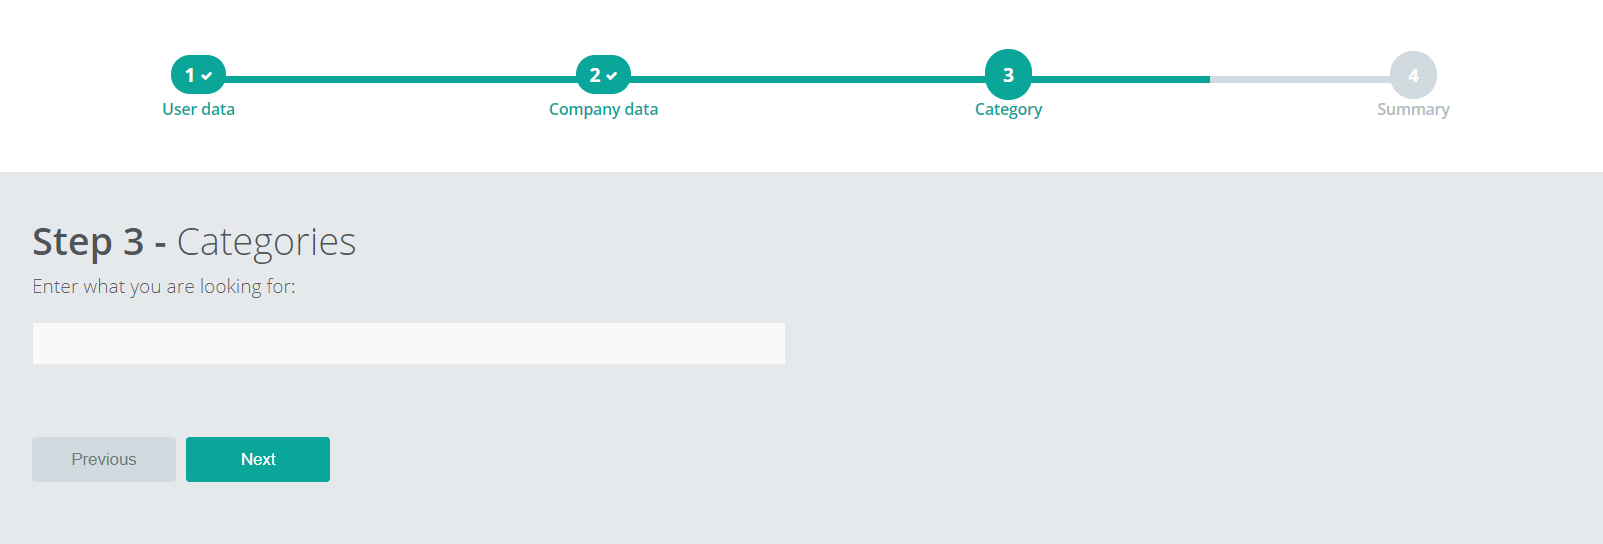 1 ✓ 2 ✓ 3 4
User data Company data Category Summary
Step 3 - Categories
Enter what you are looking for:
Previous Next